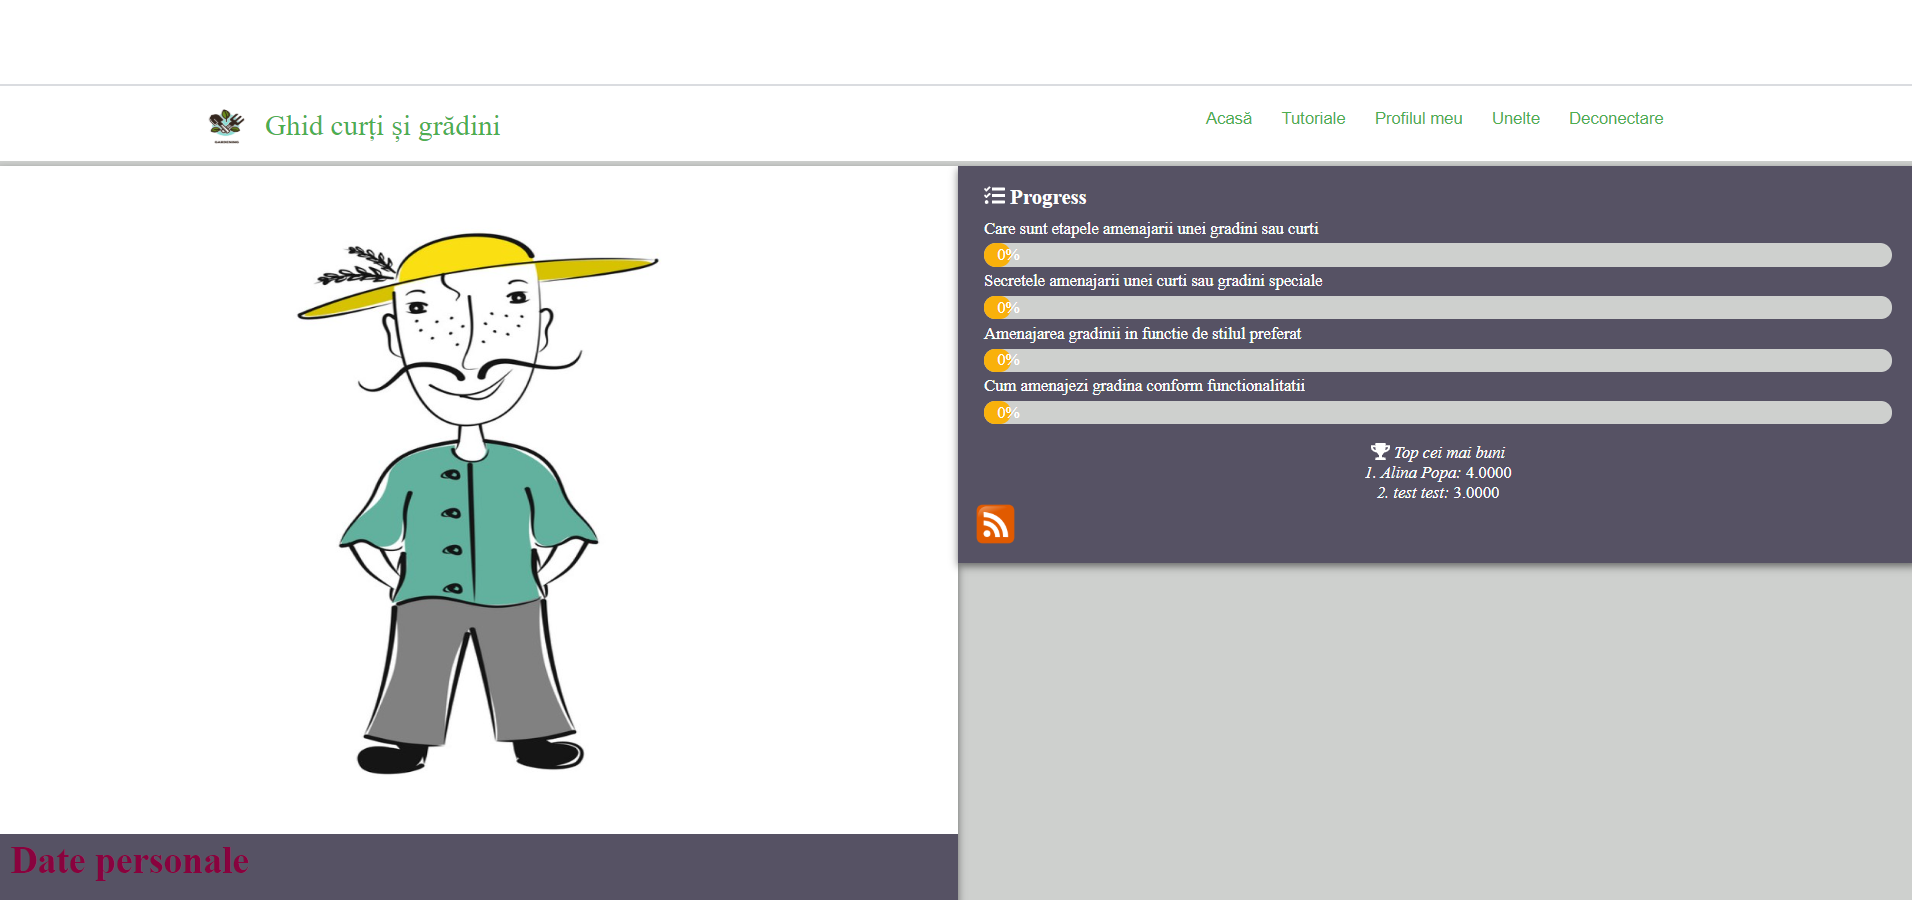 Ghid curți și grădini
Acasă Tutoriale Profilul meu Unelte Deconectare
Progress
Care sunt etapele amenajarii unei gradini sau curti
0%
Secretele amenajarii unei curti sau gradini speciale
0%
Amenajarea gradinii in functie de stilul preferat
0%
Cum amenajezi gradina conform functionalitatii
0%
Top cei mai buni
1. Alina Popa: 4.0000
2. test test: 3.0000
Date personale